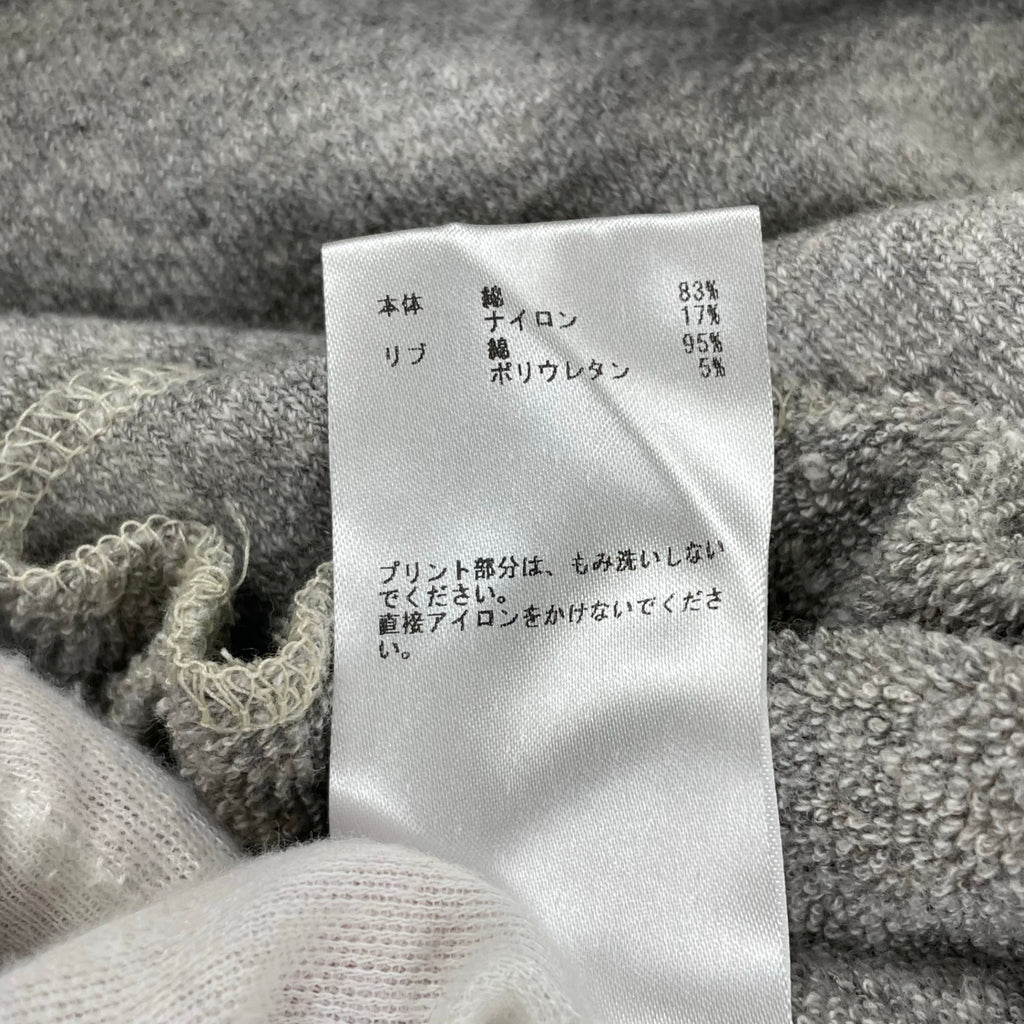 本体 綿 83%
ナイロン 17%
リブ 綿 95%
ポリウレタン 5%
プリント部分は、もみ洗いしない
でください。
直接アイロンをかけないでくださ
い。